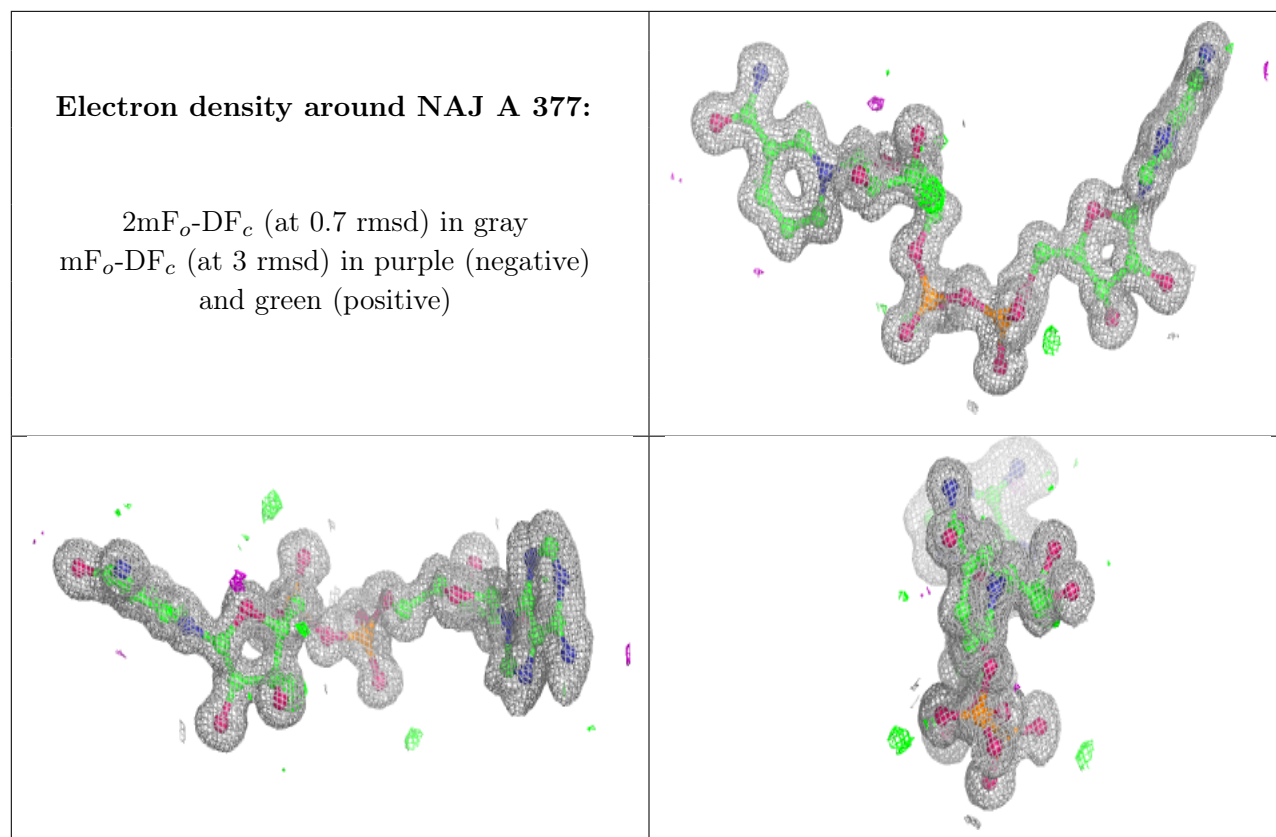 Electron density around NAJ A 377:
2mFo-DFc (at 0.7 rmsd) in gray
mFo-DFc (at 3 rmsd) in purple (negative)
and green (positive)